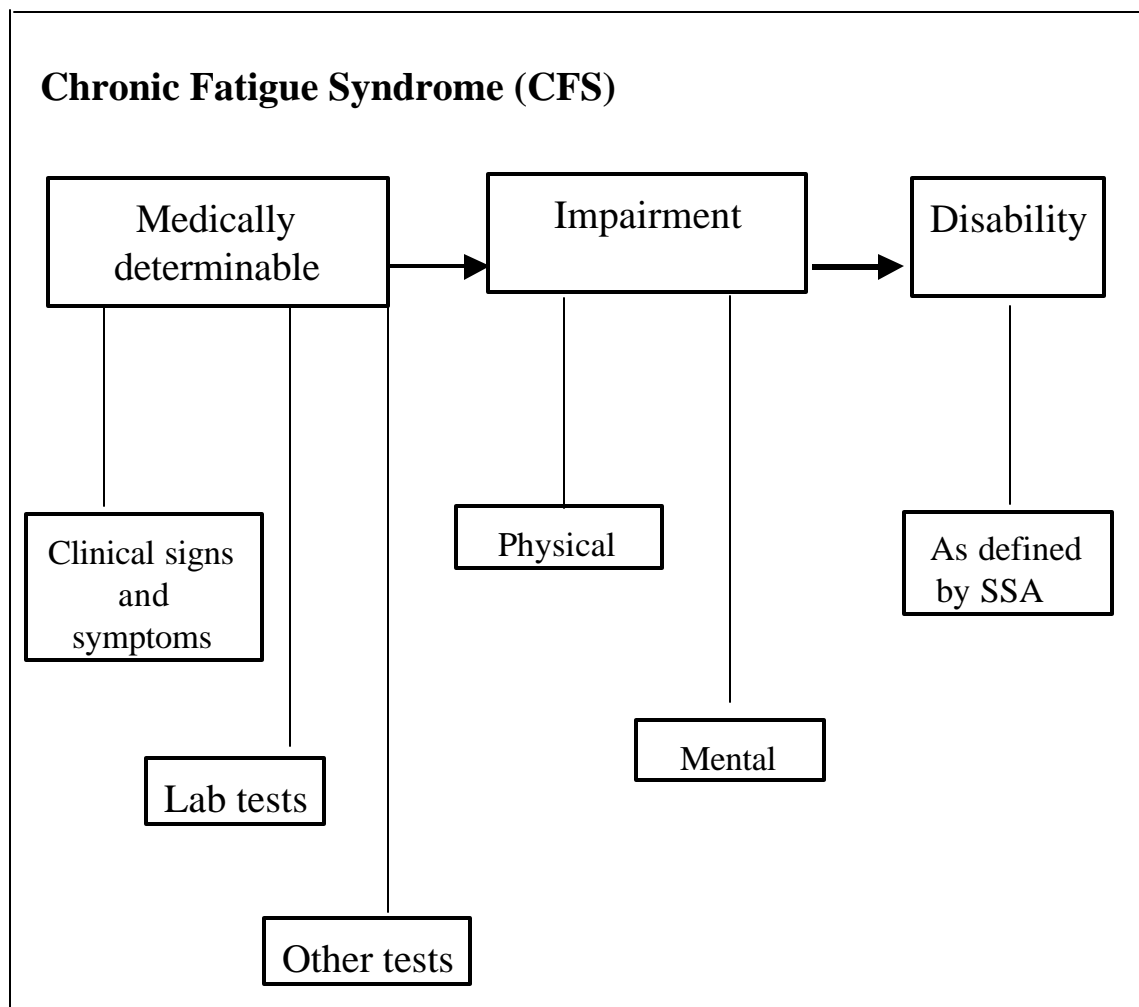 Chronic Fatigue Syndrome (CFS)
Medically
determinable
Impairment
Disability
Clinical signs
and
symptoms
Physical
As defined
by SSA
Mental
Lab tests
Other tests